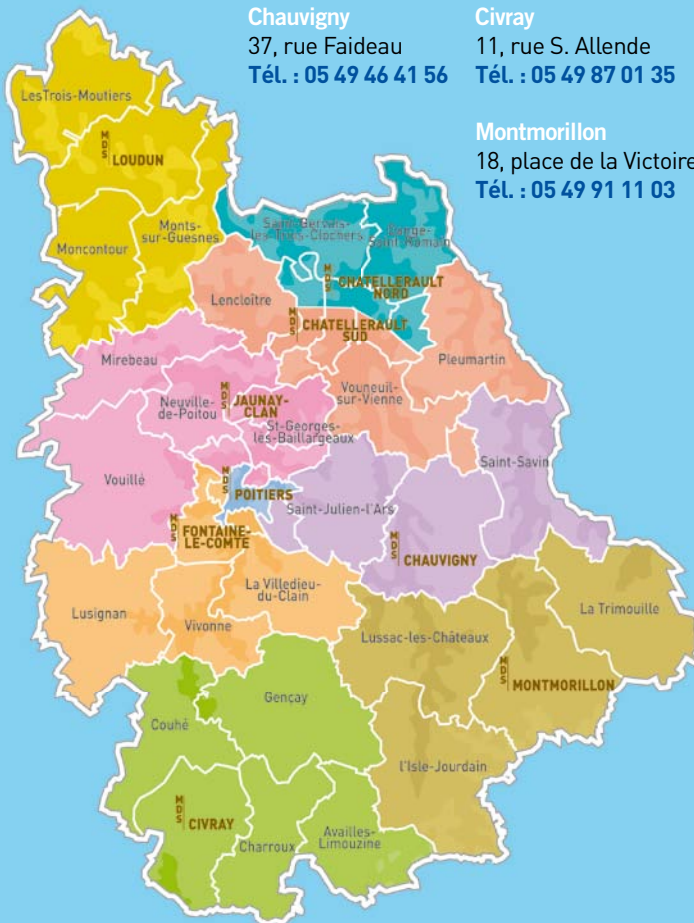 Chauvigny
37, rue Faideau
Tél. : 05 49 46 41 56
Civray
11, rue S. Allende
Tél. : 05 49 87 01 35
Montmorillon
18, place de la Victoire
Tél. : 05 49 91 11 03
LesTrois-Moutiers
MDS
LOUDUN
Moncontour
Monts-
sur-Guesnes
Saint-Gervais-
les-Trois-Clochers
Dangé-
Saint-Romain
MDS
CHATELLERAULT
NORD
Lencloître
MDS
CHATELLERAULT
SUD
Pleumartin
Mirebeau
Neuville-
de-Poitou
MDS
JAUNAY-
CLAN
Vouneuil-
sur-Vienne
St-Georges-
lès-Baillargeaux
Vouillé
MDS
POITIERS
Saint-Savin
Saint-Julien-l'Ars
MDS
FONTAINE-
LE-COMTE
MDS
CHAUVIGNY
La Villedieu-
du-Clain
Lusignan
Vivonne
La Trimouille
Lussac-les-Châteaux
MDS
MONTMORILLON
Gençay
Couhé
l'Isle-Jourdain
MDS
CIVRAY
Charroux
Availles-
Limouzine